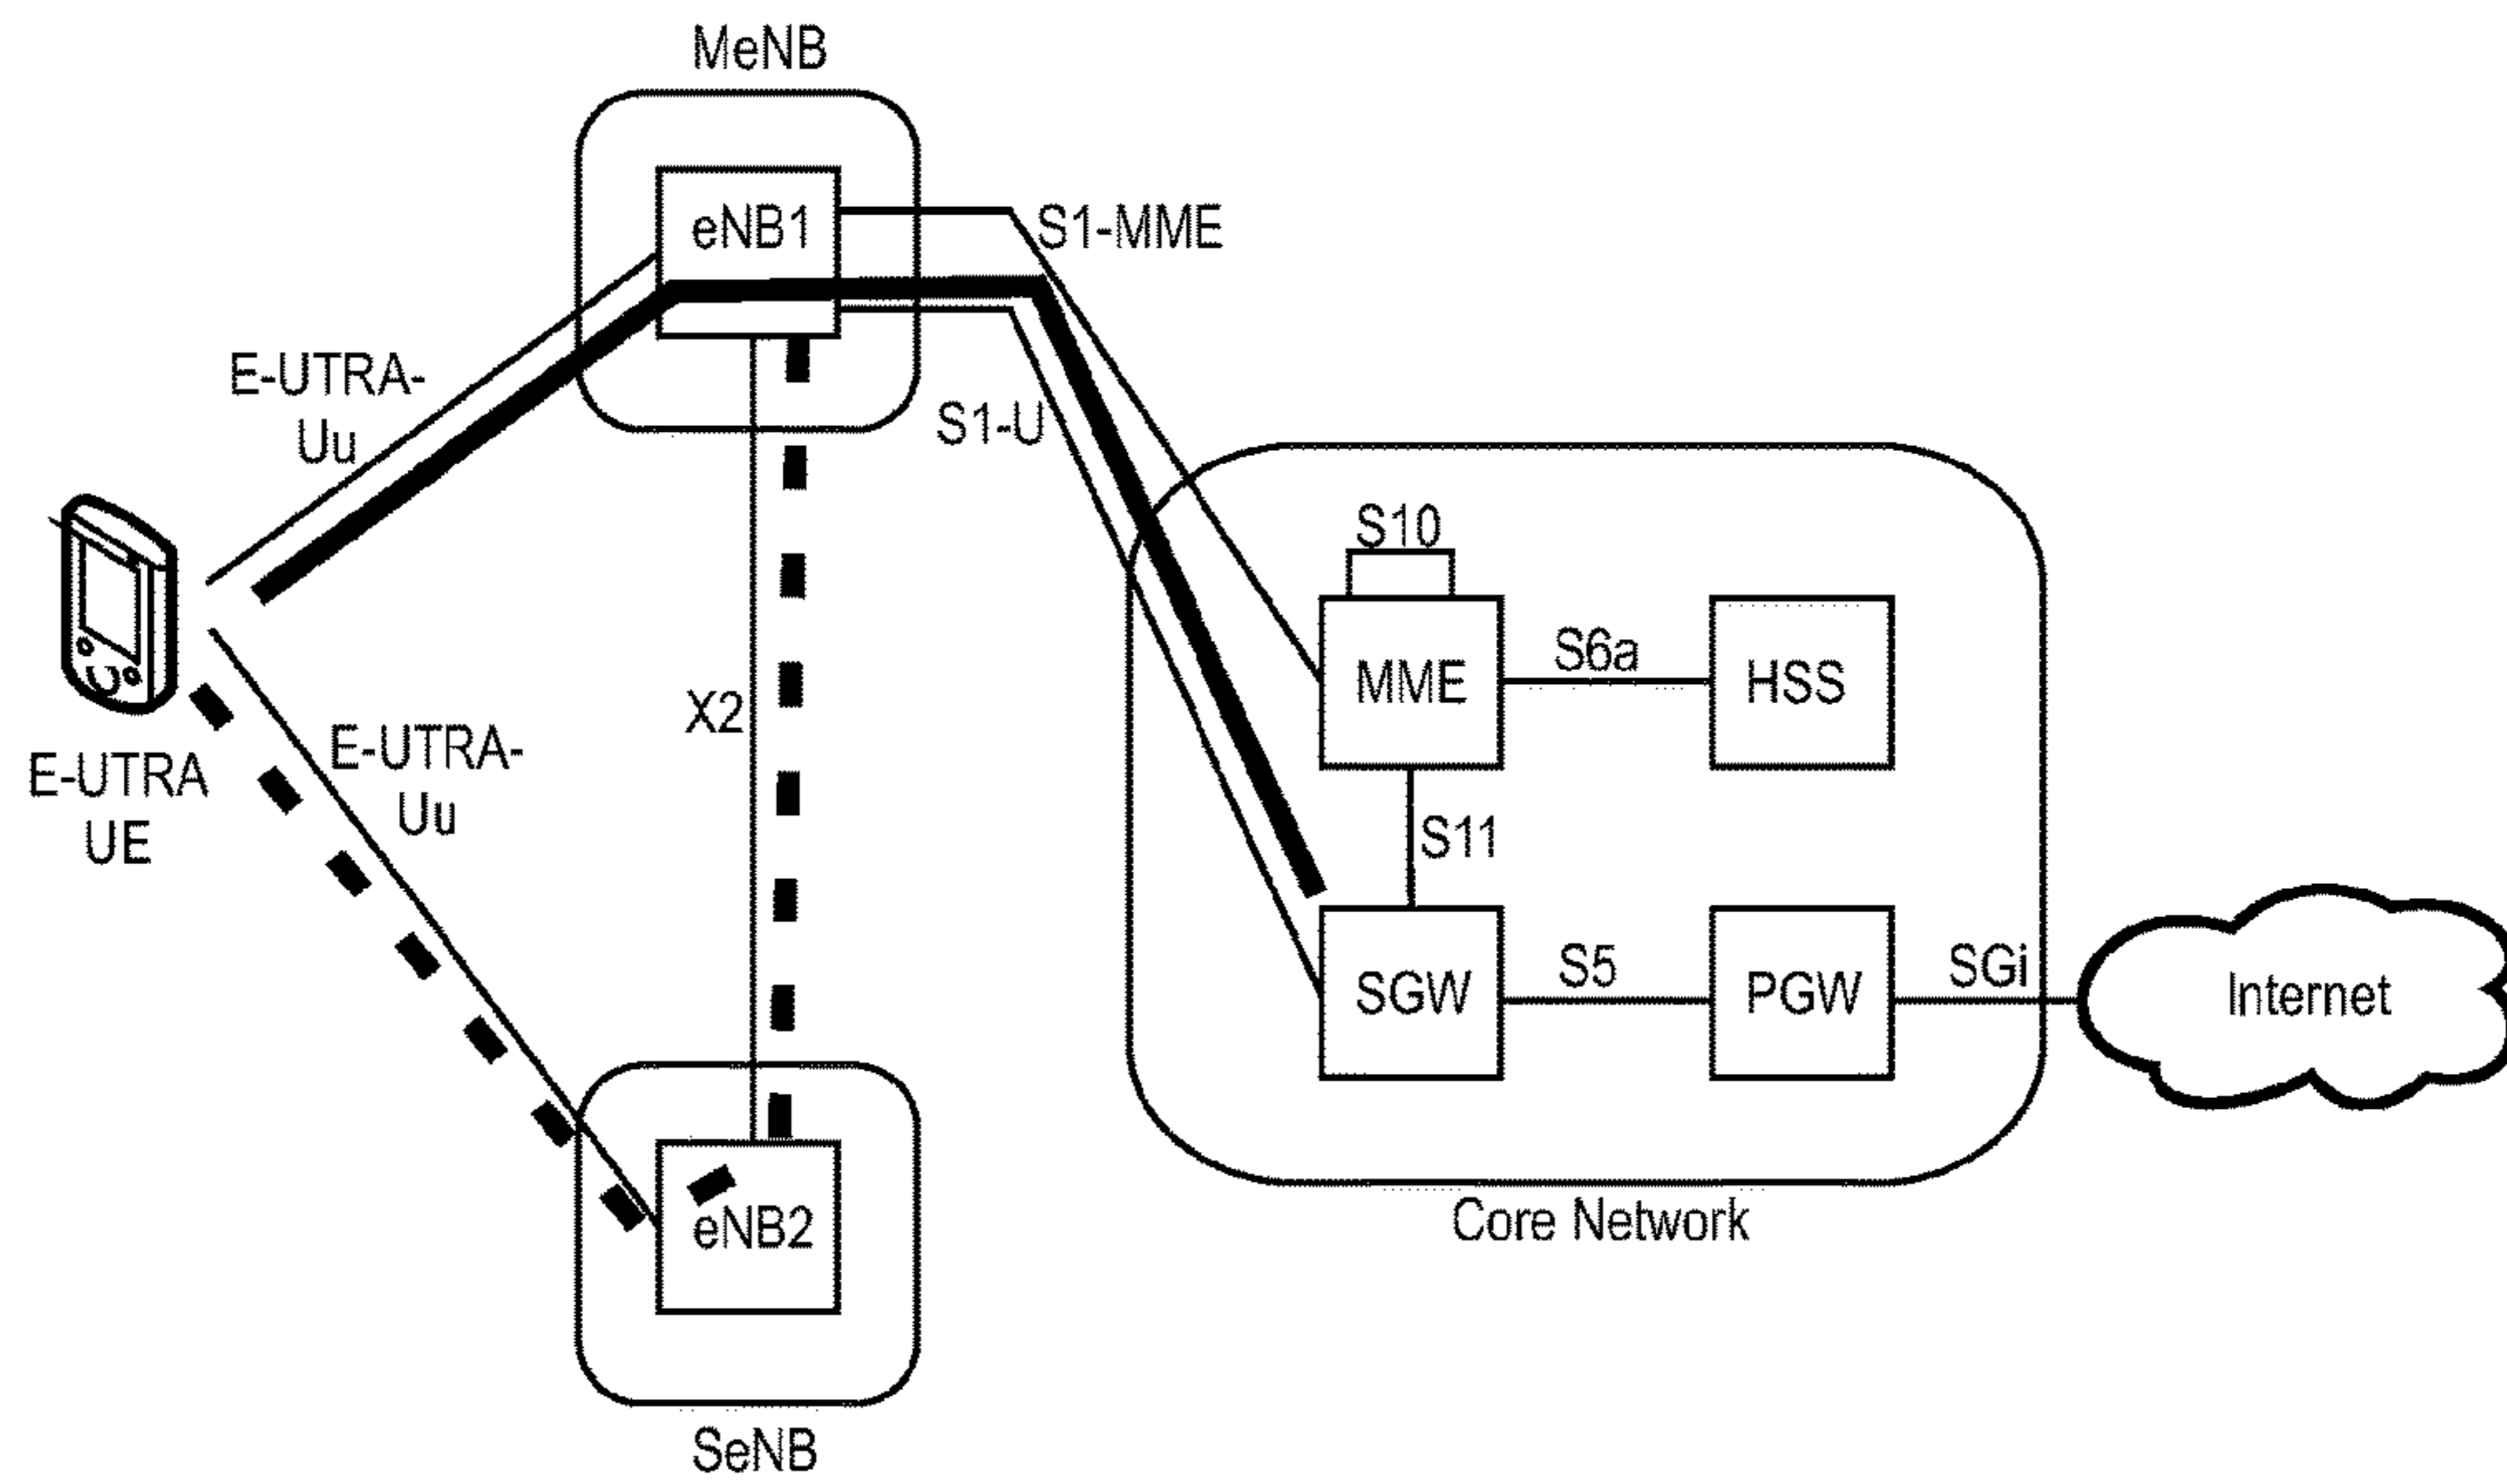 MeNB
eNB1
S1-MME
E-UTRA-
Uu
S1-U
S10
MME
S6a
HSS
X2
E-UTRA
UE
E-UTRA-
Uu
S11
SGW
S5
PGW
SGi
Internet
eNB2
Core Network
SeNB